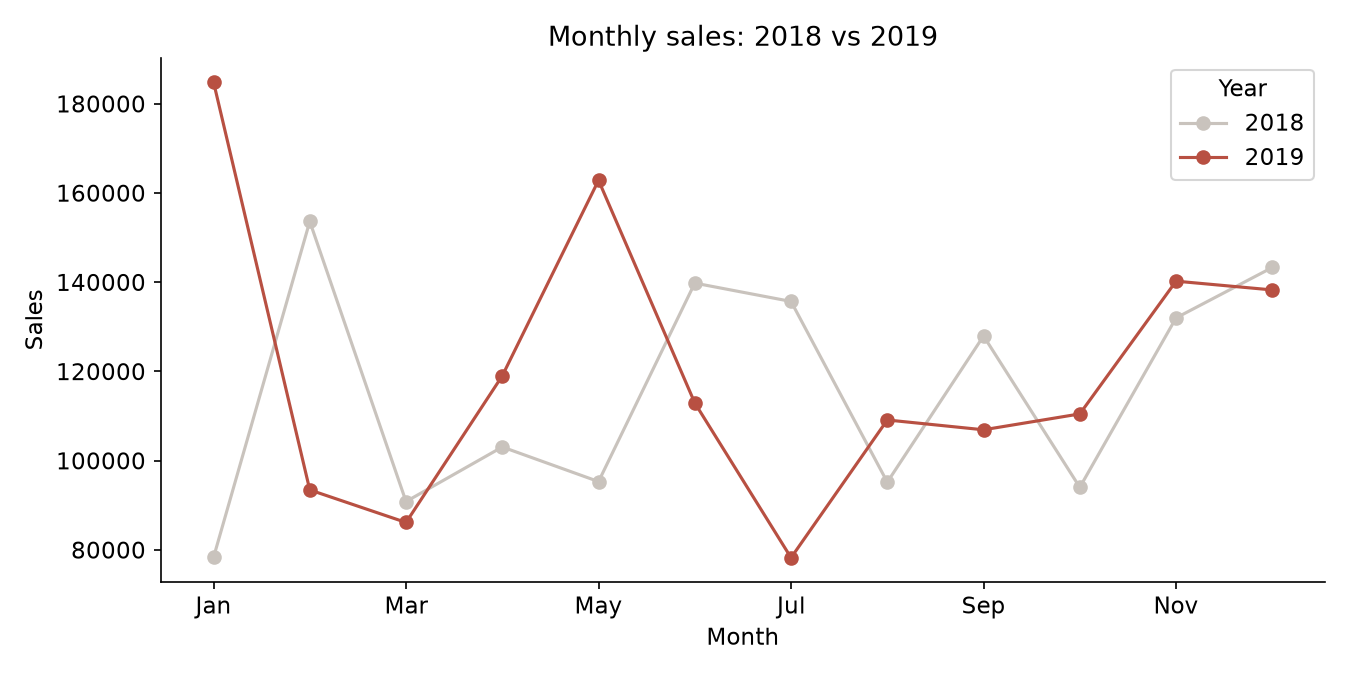 Monthly sales: 2018 vs 2019
Year
2018
2019
180000
160000
140000
120000
100000
80000
Sales
Jan Mar May Jul Sep Nov
Month